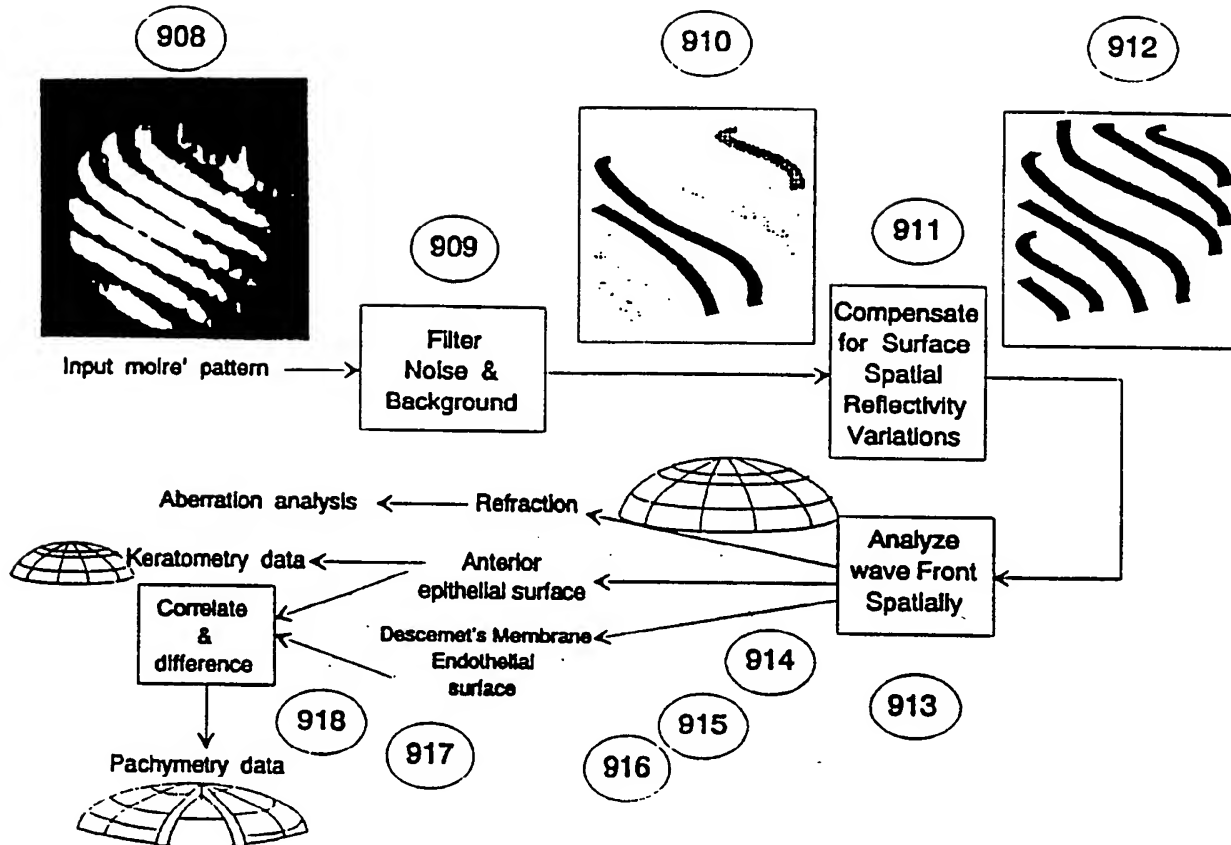 908
910
912
909
911
Input moire' pattern
Filter
Noise &
Background
Compensate
for Surface
Spatial
Reflectivity
Variations
Aberration analysis
Refraction
Analyze
wave Front
Spatially
Keratometry data
Anterior
epithelial surface
Correlate
&
difference
Descemet's Membrane
Endothelial
surface
914
913
915
916
917
918
Pachymetry data